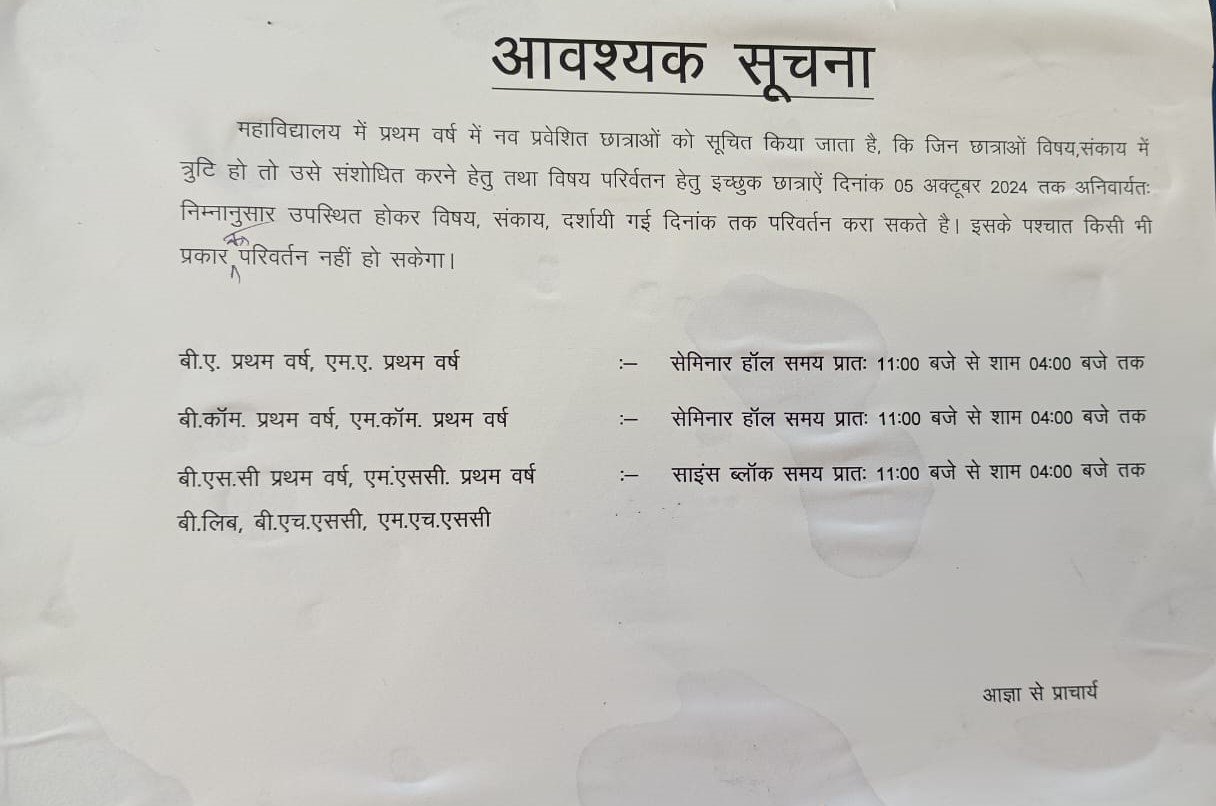 आवश्यक सूचना
महाविद्यालय में प्रथम वर्ष में नव प्रवेशित छात्राओं को सूचित किया जाता है, कि जिन छात्राओं विषय,संकाय में
त्रुटि हो तो उसे संशोधित करने हेतु तथा विषय परिर्वतन हेतु इच्छुक छात्राऐं दिनांक 05 अक्टूबर 2024 तक अनिवार्यतः
निम्नानुसार उपस्थित होकर विषय, संकाय, दर्शायी गई दिनांक तक परिवर्तन करा सकते है। इसके पश्चात किसी भी
प्रकार का परिवर्तन नहीं हो सकेगा।
बी.ए. प्रथम वर्ष, एम.ए. प्रथम वर्ष :– सेमिनार हॉल समय प्रातः 11:00 बजे से शाम 04:00 बजे तक
बी.कॉम. प्रथम वर्ष, एम.कॉम. प्रथम वर्ष :– सेमिनार हॉल समय प्रातः 11:00 बजे से शाम 04:00 बजे तक
बी.एस.सी प्रथम वर्ष, एम.एससी. प्रथम वर्ष :– साइंस ब्लॉक समय प्रातः 11:00 बजे से शाम 04:00 बजे तक
बी.लिब, बी.एच.एससी, एम.एच.एससी
आज्ञा से प्राचार्य